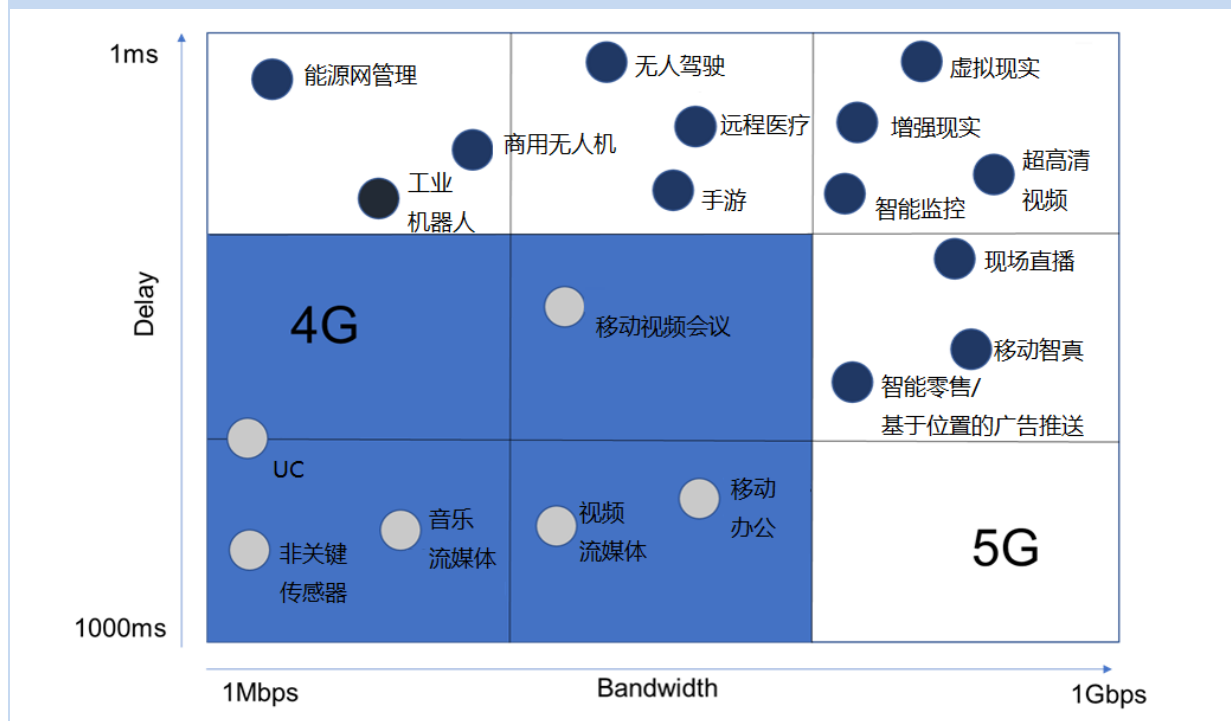 1ms
能源网管理
无人驾驶
虚拟现实
商用无人机
远程医疗
增强现实
工业
机器人
手游
智能监控
超高清
视频
Delay
4G
移动视频会议
现场直播
移动智真
智能零售/
基于位置的广告推送
UC
非关键
传感器
音乐
流媒体
视频
流媒体
移动
办公
5G
1000ms
1Mbps
Bandwidth
1Gbps